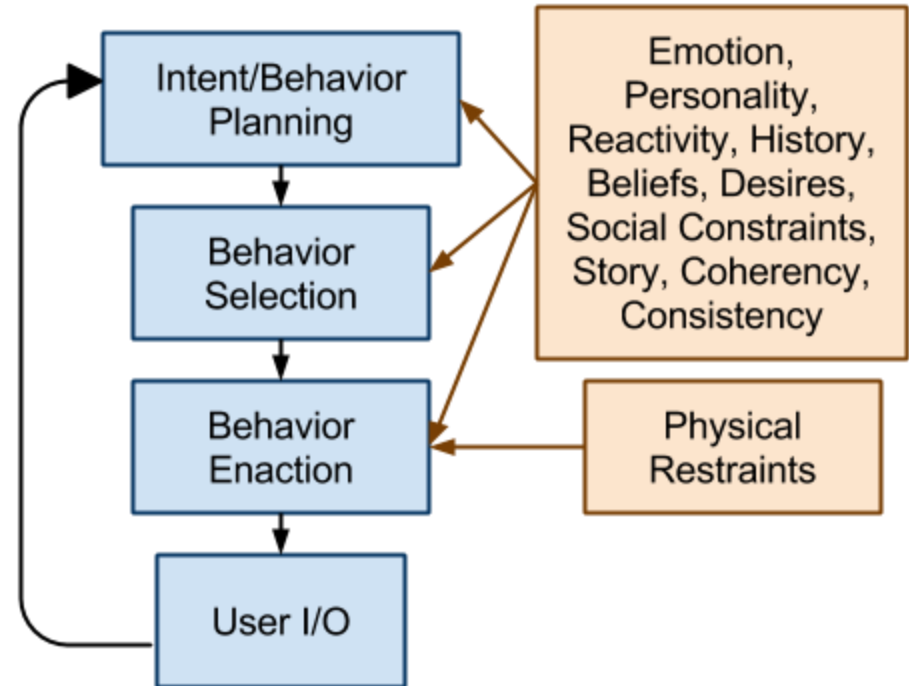 Intent/Behavior
Planning
Behavior
Selection
Behavior
Enaction
User I/O
Emotion,
Personality,
Reactivity, History,
Beliefs, Desires,
Social Constraints,
Story, Coherency,
Consistency
Physical
Restraints